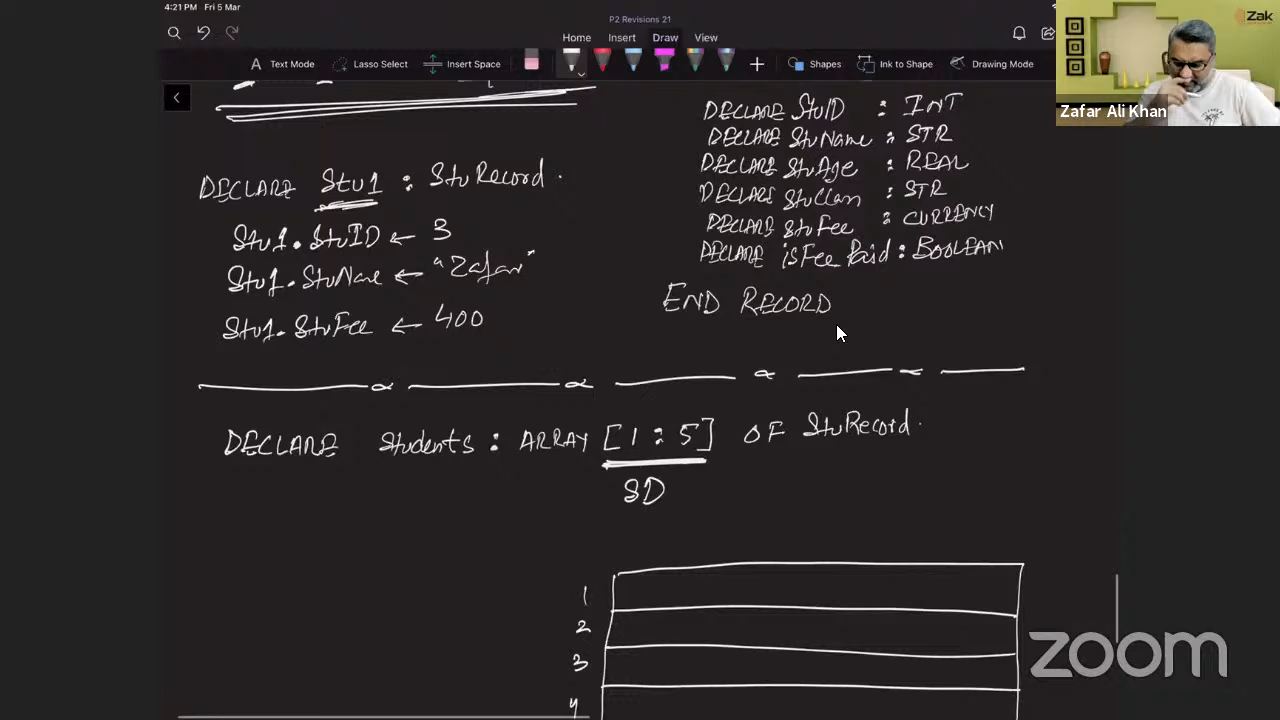 4:21 PM Fri 5 Mar
P2 Revisions 21
Home Insert Draw View
Text Mode Lasso Select Insert Space Shapes Ink to Shape Drawing Mode
Zak
Zafar Ali Khan
DECLARE StuID : INT
DECLARE StuName : STR
DECLARE StuAge : REAL
DECLARE StuClass : STR
DECLARE StuFee : CURRENCY
DECLARE isFeePaid : BOOLEAN
END RECORD
DECLARE Stu1 : StuRecord.
Stu1.StuID ← 3
Stu1.StuName ← "Zafar"
Stu1.StuFee ← 400
DECLARE Students : ARRAY [1 : 5] OF StuRecord.
SD
1
2
3
4
zoom